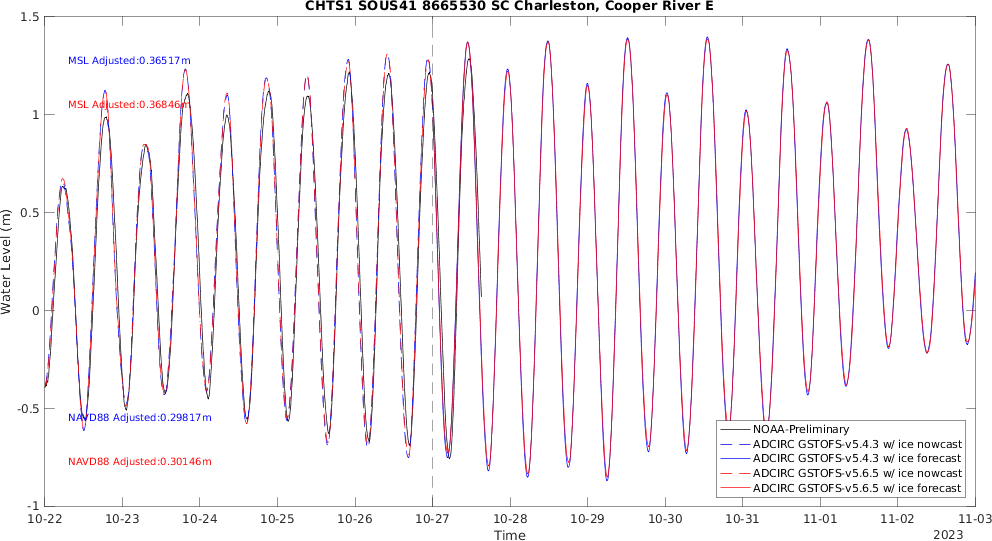 CHTS1 SOUS41 8665530 SC Charleston, Cooper River E
1.5
1
0.5
0
-0.5
-1
Water Level (m)
MSL Adjusted:0.36517m
MSL Adjusted:0.36846m
NAVD88 Adjusted:0.29817m
NAVD88 Adjusted:0.30146m
NOAA-Preliminary
ADCIRC GSTOFS-v5.4.3 w/ ice nowcast
ADCIRC GSTOFS-v5.4.3 w/ ice forecast
ADCIRC GSTOFS-v5.6.5 w/ ice nowcast
ADCIRC GSTOFS-v5.6.5 w/ ice forecast
10-22 10-23 10-24 10-25 10-26 10-27 10-28 10-29 10-30 10-31 11-01 11-02 11-03
Time
2023